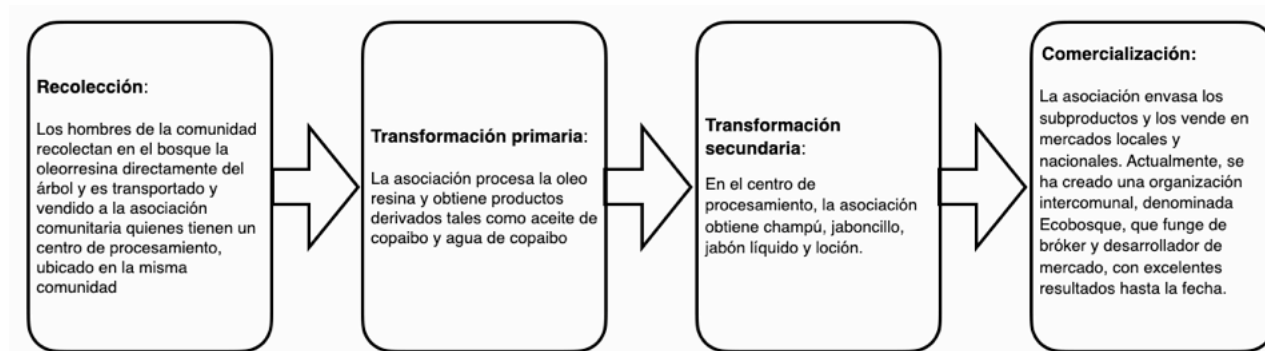 Recolección:
Los hombres de la comunidad
recolectan en el bosque la
oleorresina directamente del
árbol y es transportado y
vendido a la asociación
comunitaria quienes tienen un
centro de procesamiento,
ubicado en la misma
comunidad
Transformación primaria:
La asociación procesa la oleo
resina y obtiene productos
derivados tales como aceite de
copaibo y agua de copaibo
Transformación
secundaria:
En el centro de
procesamiento, la asociación
obtiene champú, jaboncillo,
jabón líquido y loción.
Comercialización:
La asociación envasa los
subproductos y los vende en
mercados locales y
nacionales. Actualmente, se
ha creado una organización
intercomunal, denominada
Ecobosque, que funge de
bróker y desarrollador de
mercado, con excelentes
resultados hasta la fecha.